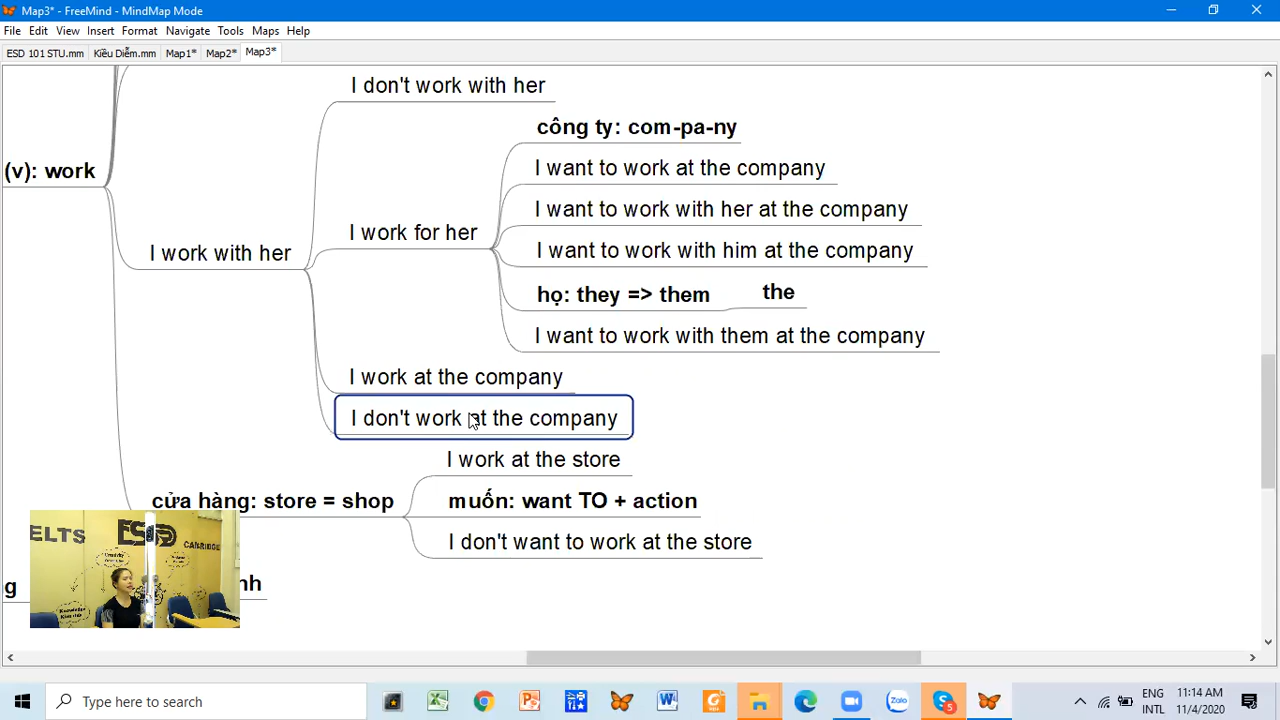 Map3* - FreeMind - MindMap Mode
File Edit View Insert Format Navigate Tools Maps Help
ESD 101 STU.mm Kiều Diễm.mm Map1* Map2* Map3*
I don't work with her
công ty: com-pa-ny
(v): work
I want to work at the company
I want to work with her at the company
I work for her
I work with her
I want to work with him at the company
họ: they => them
the
I want to work with them at the company
I work at the company
I don't work at the company
I work at the store
cửa hàng: store = shop
muốn: want TO + action
I don't want to work at the store
ELTS ESD CAMBRIDGE
g
nh
Type here to search
ENG
INTL
11:14 AM
11/4/2020